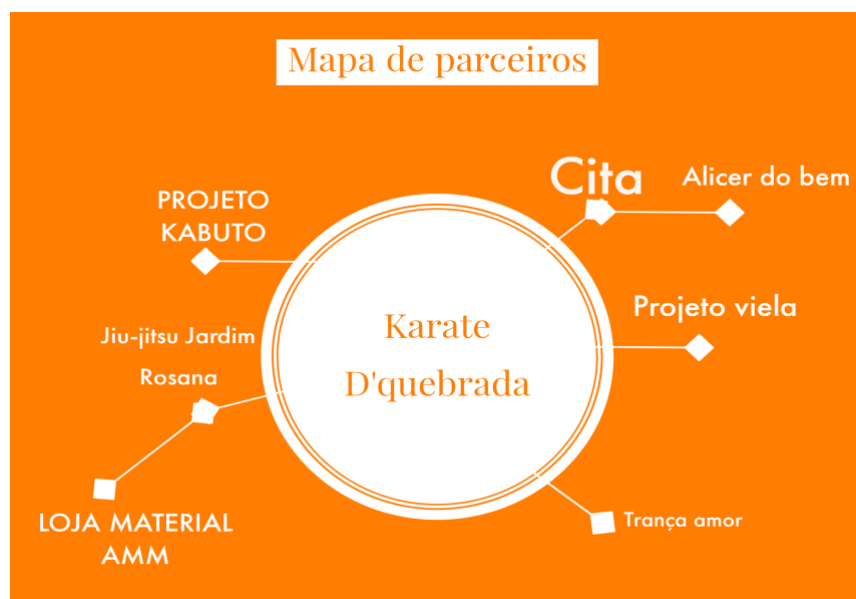 Mapa de parceiros
Cita
Alicer do bem
PROJETO
KABUTO
Projeto viela
Karate
D'quebrada
Jiu-jitsu Jardim
Rosana
LOJA MATERIAL
AMM
Trança amor